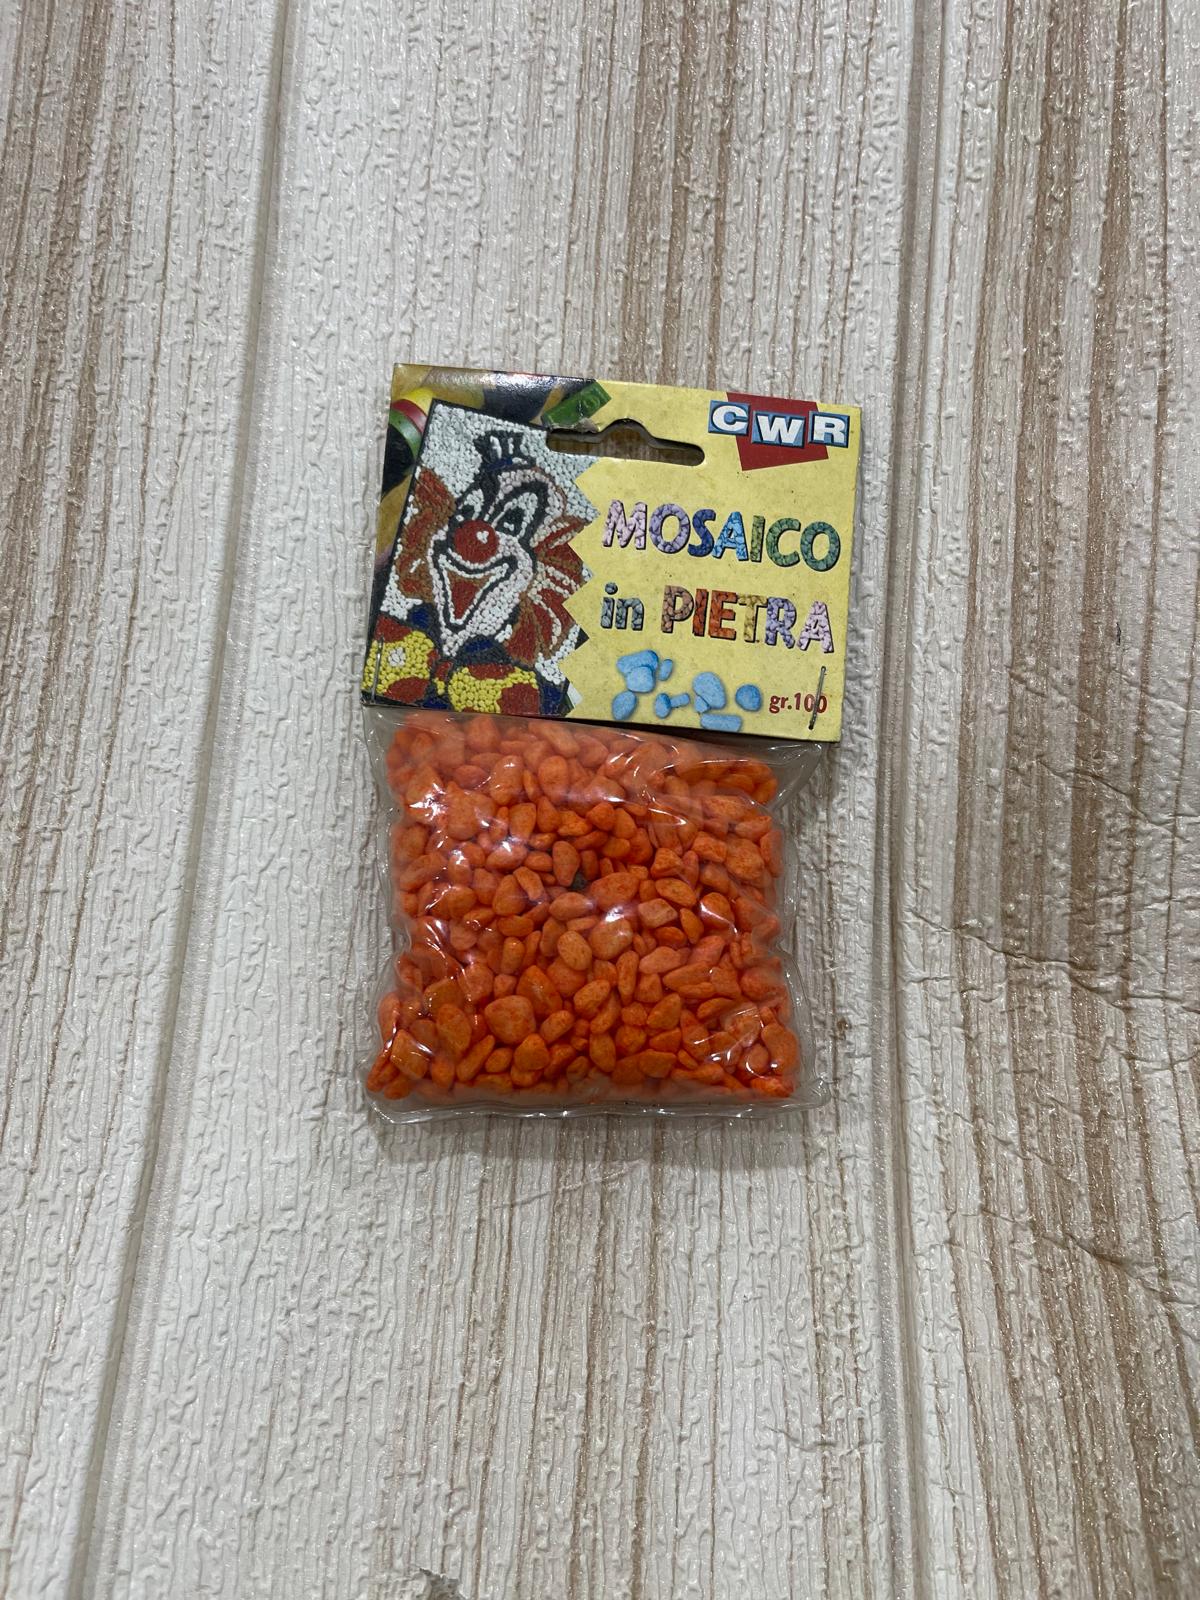 CWR
MOSAICO
in PIETRA
gr.100